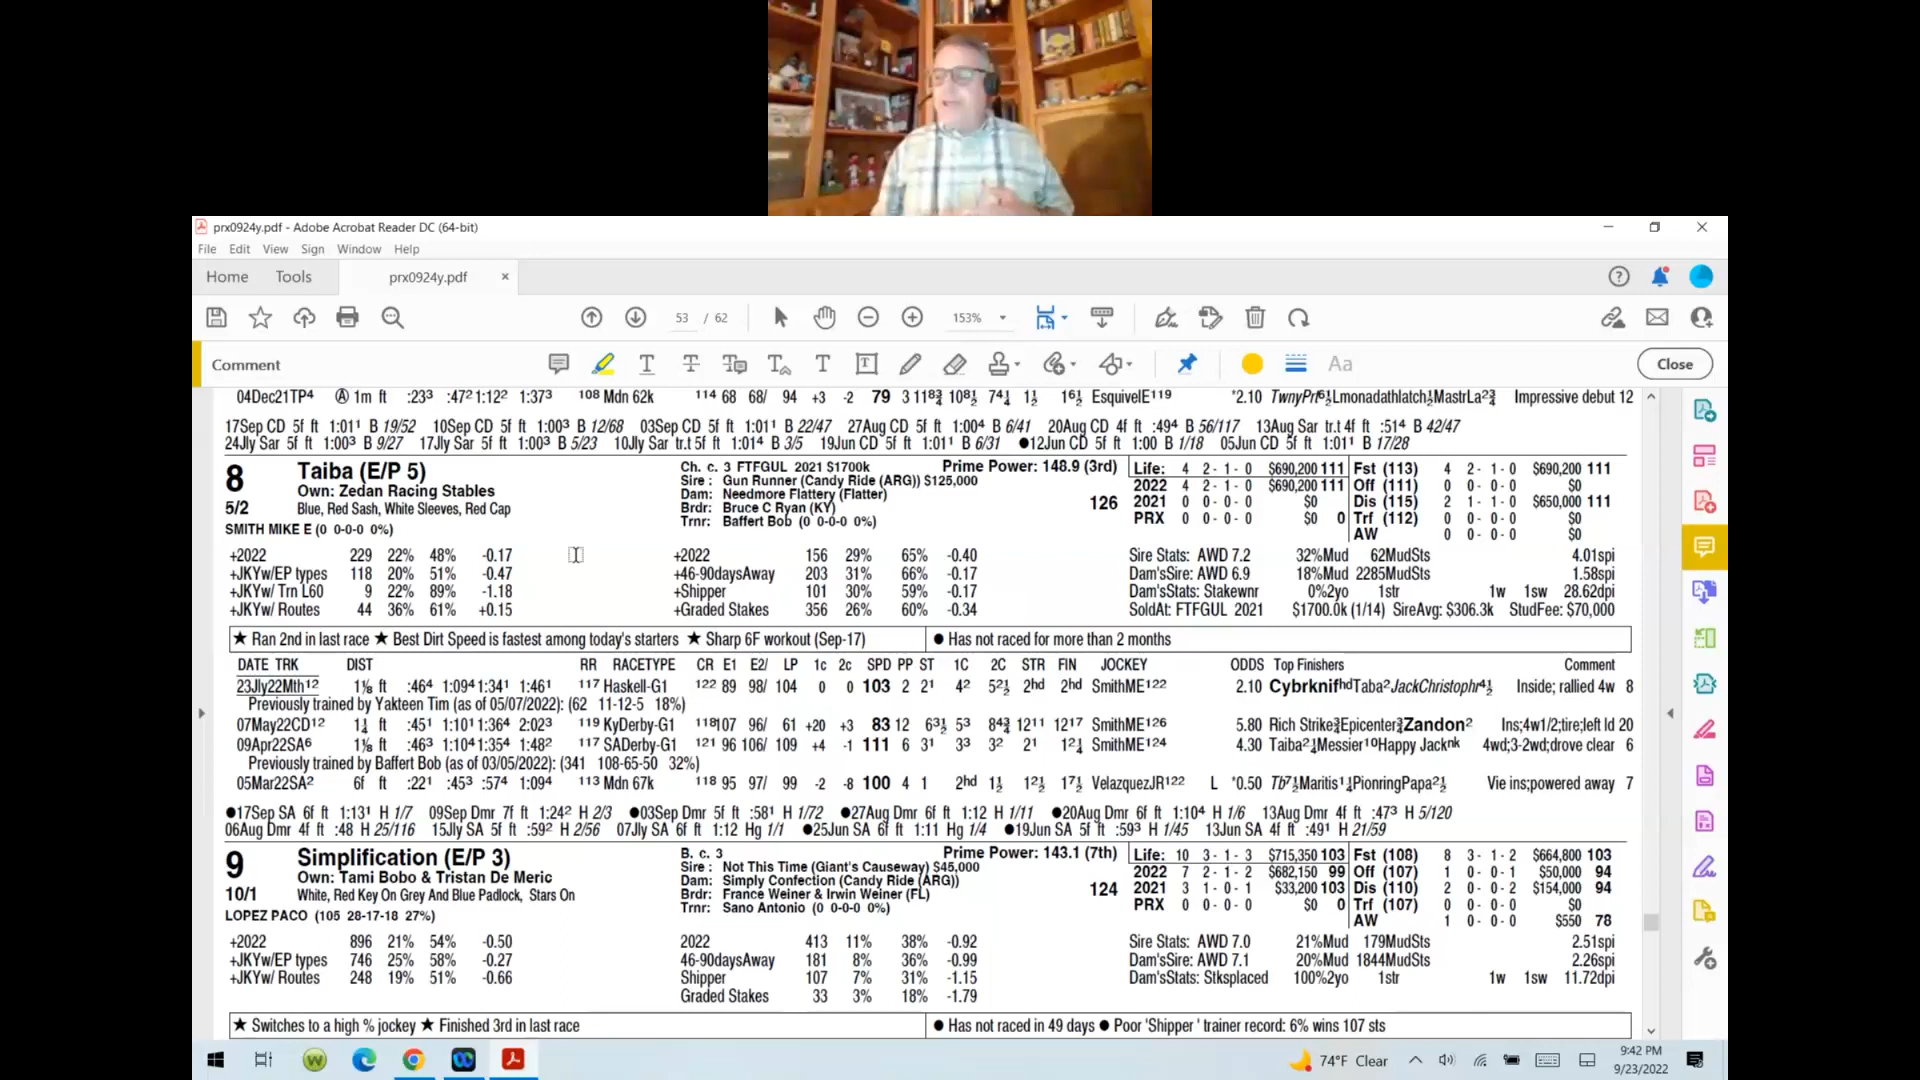 prx0924y.pdf - Adobe Acrobat Reader DC (64-bit)
File Edit View Sign Window Help
Home Tools prx0924y.pdf ×
53 / 62 153%
Comment Close
04Dec21TP⁴ Ⓐ 1m ft :23³ :47² 1:12² 1:37³ ¹⁰⁸ Mdn 62k ¹¹⁴ 68 68/ 94 +3 -2 79 3 11⁸¾ 10⁸½ 7⁴¼ 1½ 1⁶½ EsquivelE¹¹⁹ *2.10 TwnyPrt⁶½Lmonadathlatch½MastrLa²¾ Impressive debut 12
17Sep CD 5f ft 1:01¹ B 19/52 10Sep CD 5f ft 1:00³ B 12/68 03Sep CD 5f ft 1:01¹ B 22/47 27Aug CD 5f ft 1:00⁴ B 6/41 20Aug CD 4f ft :49⁴ B 56/117 13Aug Sar tr.t 4f ft :51⁴ B 42/47
24Jly Sar 5f ft 1:00³ B 9/27 17Jly Sar 5f ft 1:00³ B 5/23 10Jly Sar tr.t 5f ft 1:01⁴ B 3/5 19Jun CD 5f ft 1:01¹ B 6/31 ●12Jun CD 5f ft 1:00 B 1/18 05Jun CD 5f ft 1:01¹ B 17/28
8 Taiba (E/P 5) Ch. c. 3 FTFGUL 2021 $1700k Prime Power: 148.9 (3rd) Life: 4 2 - 1 - 0 $690,200 111 Fst (113) 4 2 - 1 - 0 $690,200 111
Own: Zedan Racing Stables Sire : Gun Runner (Candy Ride (ARG)) $125,000 2022 4 2 - 1 - 0 $690,200 111 Off (111) 0 0 - 0 - 0 $0
5/2 Blue, Red Sash, White Sleeves, Red Cap Dam: Needmore Flattery (Flatter) 126 2021 0 0 - 0 - 0 $0 Dis (115) 2 1 - 1 - 0 $650,000 111
Brdr: Bruce C Ryan (KY) PRX 0 0 - 0 - 0 $0 0 Trf (112) 0 0 - 0 - 0 $0
SMITH MIKE E (0 0-0-0 0%) Trnr: Baffert Bob (0 0-0-0 0%) AW 0 0 - 0 - 0 $0
+2022 229 22% 48% -0.17 +2022 156 29% 65% -0.40 Sire Stats: AWD 7.2 32%Mud 62MudSts 4.01spi
+JKYw/EP types 118 20% 51% -0.47 +46-90daysAway 203 31% 66% -0.17 Dam'sSire: AWD 6.9 18%Mud 2285MudSts 1.58spi
+JKYw/ Trn L60 9 22% 89% -1.18 +Shipper 101 30% 59% -0.17 Dam'sStats: Stakewnr 0%2yo 1str 1w 1sw 28.62dpi
+JKYw/ Routes 44 36% 61% +0.15 +Graded Stakes 356 26% 60% -0.34 SoldAt: FTFGUL 2021 $1700.0k (1/14) SireAvg: $306.3k StudFee: $70,000
★ Ran 2nd in last race ★ Best Dirt Speed is fastest among today's starters ★ Sharp 6F workout (Sep-17) ● Has not raced for more than 2 months
DATE TRK DIST RR RACETYPE CR E1 E2/ LP 1c 2c SPD PP ST 1C 2C STR FIN JOCKEY ODDS Top Finishers Comment
23Jly22Mth¹² 1⅛ ft :46⁴ 1:09⁴ 1:34¹ 1:46¹ ¹¹⁷ Haskell-G1 ¹²² 89 98/ 104 0 0 103 2 2¹ 4² 5²½ 2ʰᵈ 2ʰᵈ SmithME¹²² 2.10 Cybrknifʰᵈ Taba² JackChristophr⁴½ Inside; rallied 4w 8
Previously trained by Yakteen Tim (as of 05/07/2022): (62 11-12-5 18%)
07May22CD¹² 1¼ ft :45¹ 1:10¹ 1:36⁴ 2:02³ ¹¹⁹ KyDerby-G1 ¹¹⁸107 96/ 61 +20 +3 83 12 6³½ 5³ 8⁴¾ 12¹¹ 12¹⁷ SmithME¹²⁶ 5.80 Rich Strike¾Epicenter¾Zandon² Ins;4w1/2;tire;left ld 20
09Apr22SA⁶ 1⅛ ft :46³ 1:10⁴ 1:35⁴ 1:48² ¹¹⁷ SADerby-G1 ¹²¹ 96 106/ 109 +4 -1 111 6 3¹ 3³ 3² 2¹ 1²¼ SmithME¹²⁴ 4.30 Taiba²¼Messier¹⁰Happy Jackⁿᵏ 4wd;3-2wd;drove clear 6
Previously trained by Baffert Bob (as of 03/05/2022): (341 108-65-50 32%)
05Mar22SA² 6f ft :22¹ :45³ :57⁴ 1:09⁴ ¹¹³ Mdn 67k ¹¹⁸ 95 97/ 99 -2 -8 100 4 1 2ʰᵈ 1½ 1²½ 1⁷½ VelazquezJR¹²² L *0.50 Tb⁷½Maritis¹¼PionringPapa²½ Vie ins;powered away 7
●17Sep SA 6f ft 1:13¹ H 1/7 09Sep Dmr 7f ft 1:24² H 2/3 ●03Sep Dmr 5f ft :58¹ H 1/72 ●27Aug Dmr 6f ft 1:12 H 1/11 ●20Aug Dmr 6f ft 1:10⁴ H 1/6 13Aug Dmr 4f ft :47³ H 5/120
06Aug Dmr 4f ft :48 H 25/116 15Jly SA 5f ft :59² H 2/56 07Jly SA 6f ft 1:12 Hg 1/1 ●25Jun SA 6f ft 1:11 Hg 1/4 ●19Jun SA 5f ft :59³ H 1/45 13Jun SA 4f ft :49¹ H 21/59
9 Simplification (E/P 3) B. c. 3 Prime Power: 143.1 (7th) Life: 10 3 - 1 - 3 $715,350 103 Fst (108) 8 3 - 1 - 2 $664,800 103
Own: Tami Bobo & Tristan De Meric Sire : Not This Time (Giant's Causeway) $45,000 2022 7 2 - 1 - 2 $682,150 99 Off (107) 1 0 - 0 - 1 $50,000 94
10/1 White, Red Key On Grey And Blue Padlock, Stars On Dam: Simply Confection (Candy Ride (ARG)) 124 2021 3 1 - 0 - 1 $33,200 103 Dis (110) 2 0 - 0 - 2 $154,000 94
Brdr: France Weiner & Irwin Weiner (FL) PRX 0 0 - 0 - 0 $0 0 Trf (107) 0 0 - 0 - 0 $0
LOPEZ PACO (105 28-17-18 27%) Trnr: Sano Antonio (0 0-0-0 0%) AW 1 0 - 0 - 0 $550 78
+2022 896 21% 54% -0.50 2022 413 11% 38% -0.92 Sire Stats: AWD 7.0 21%Mud 179MudSts 2.51spi
+JKYw/EP types 746 25% 58% -0.27 46-90daysAway 181 8% 36% -0.99 Dam'sSire: AWD 7.1 20%Mud 1844MudSts 2.26spi
+JKYw/ Routes 248 19% 51% -0.66 Shipper 107 7% 31% -1.15 Dam'sStats: Stksplaced 100%2yo 1str 1w 1sw 11.72dpi
Graded Stakes 33 3% 18% -1.79
★ Switches to a high % jockey ★ Finished 3rd in last race ● Has not raced in 49 days ● Poor 'Shipper ' trainer record: 6% wins 107 sts
74°F Clear 9:42 PM
9/23/2022